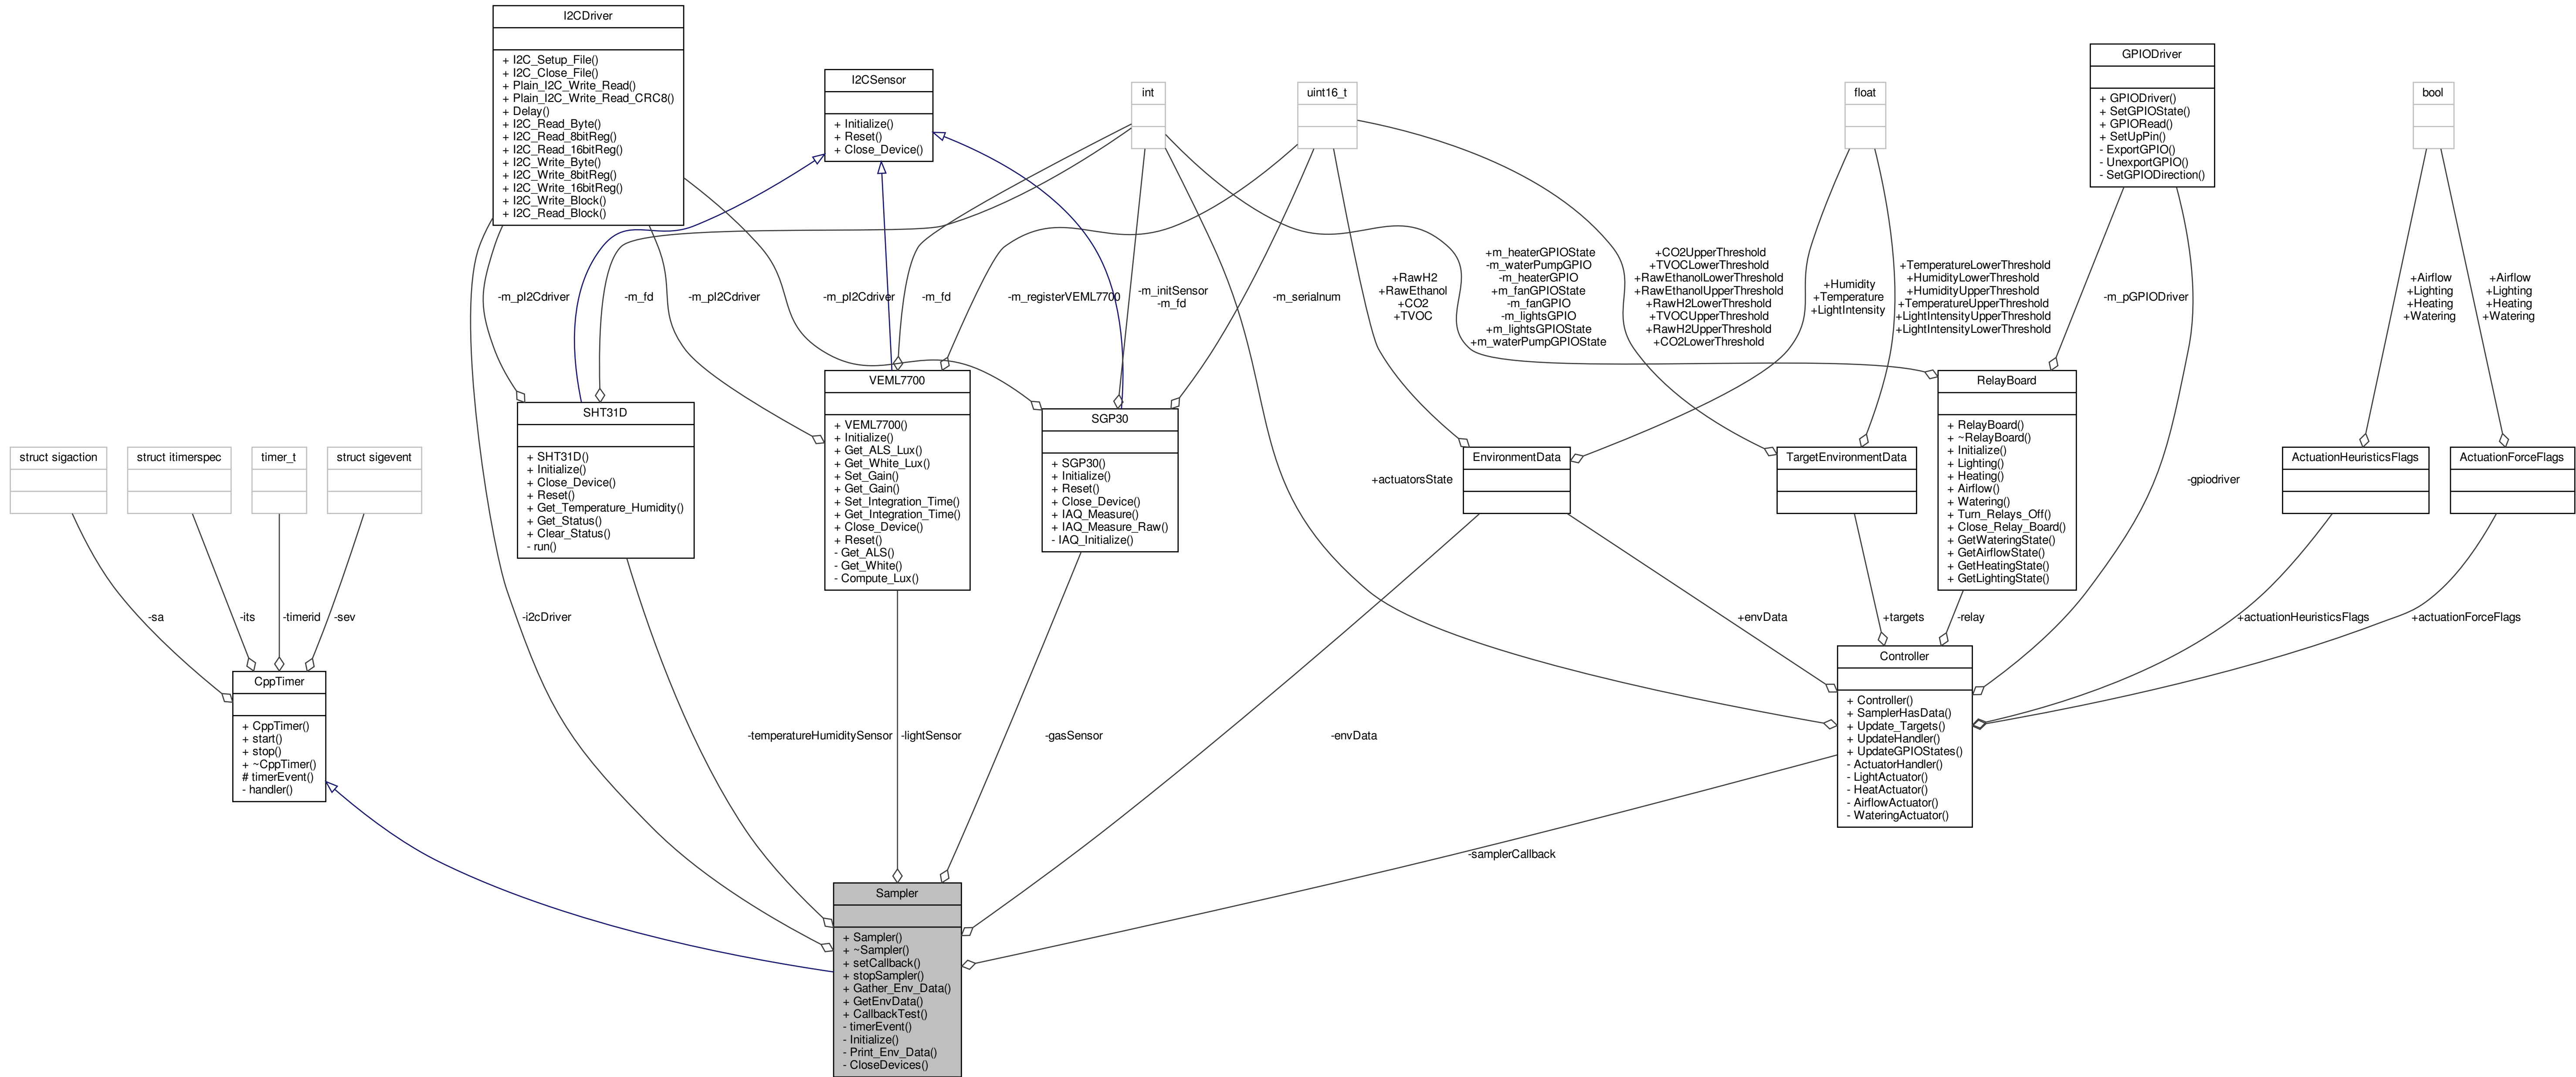 I2CDriver
+ I2C_Setup_File()
+ I2C_Close_File()
+ Plain_I2C_Write_Read()
+ Plain_I2C_Write_Read_CRC8()
+ Delay()
+ I2C_Read_Byte()
+ I2C_Read_8bitReg()
+ I2C_Read_16bitReg()
+ I2C_Write_Byte()
+ I2C_Write_8bitReg()
+ I2C_Write_16bitReg()
+ I2C_Write_Block()
+ I2C_Read_Block()
I2CSensor
+ Initialize()
+ Reset()
+ Close_Device()
int
uint16_t
float
GPIODriver
+ GPIODriver()
+ SetGPIOState()
+ GPIORead()
+ SetUpPin()
- ExportGPIO()
- UnexportGPIO()
- SetGPIODirection()
bool
-m_pI2Cdriver
-m_fd
-m_pI2Cdriver
-m_pI2Cdriver
-m_fd
-m_registerVEML7700
-m_initSensor
-m_fd
-m_serialnum
+RawH2
+RawEthanol
+CO2
+TVOC
+m_heaterGPIOState
-m_waterPumpGPIO
-m_heaterGPIO
+m_fanGPIOState
-m_fanGPIO
-m_lightsGPIO
+m_lightsGPIOState
+m_waterPumpGPIOState
+CO2UpperThreshold
+TVOCLowerThreshold
+RawEthanolLowerThreshold
+RawEthanolUpperThreshold
+RawH2LowerThreshold
+TVOCUpperThreshold
+RawH2UpperThreshold
+CO2LowerThreshold
+Humidity
+Temperature
+LightIntensity
+TemperatureLowerThreshold
+HumidityLowerThreshold
+HumidityUpperThreshold
+TemperatureUpperThreshold
+LightIntensityUpperThreshold
+LightIntensityLowerThreshold
-m_pGPIODriver
+Airflow
+Lighting
+Heating
+Watering
+Airflow
+Lighting
+Heating
+Watering
struct sigaction
struct itimerspec
timer_t
struct sigevent
SHT31D
+ SHT31D()
+ Initialize()
+ Close_Device()
+ Reset()
+ Get_Temperature_Humidity()
+ Get_Status()
+ Clear_Status()
- run()
VEML7700
+ VEML7700()
+ Initialize()
+ Get_ALS_Lux()
+ Get_White_Lux()
+ Set_Gain()
+ Get_Gain()
+ Set_Integration_Time()
+ Get_Integration_Time()
+ Close_Device()
+ Reset()
- Get_ALS()
- Get_White()
- Compute_Lux()
SGP30
+ SGP30()
+ Initialize()
+ Reset()
+ Close_Device()
+ IAQ_Measure()
+ IAQ_Measure_Raw()
- IAQ_Initialize()
+actuatorsState
EnvironmentData
TargetEnvironmentData
RelayBoard
+ RelayBoard()
+ ~RelayBoard()
+ Initialize()
+ Lighting()
+ Heating()
+ Airflow()
+ Watering()
+ Turn_Relays_Off()
+ Close_Relay_Board()
+ GetWateringState()
+ GetAirflowState()
+ GetHeatingState()
+ GetLightingState()
-gpiodriver
ActuationHeuristicsFlags
ActuationForceFlags
-sa
-its
-timerid
-sev
-i2cDriver
+envData
+targets
-relay
+actuationHeuristicsFlags
+actuationForceFlags
CppTimer
+ CppTimer()
+ start()
+ stop()
+ ~CppTimer()
# timerEvent()
- handler()
-temperatureHumiditySensor
-lightSensor
-gasSensor
-envData
Controller
+ Controller()
+ SamplerHasData()
+ Update_Targets()
+ UpdateHandler()
+ UpdateGPIOStates()
- ActuatorHandler()
- LightActuator()
- HeatActuator()
- AirflowActuator()
- WateringActuator()
-samplerCallback
Sampler
+ Sampler()
+ ~Sampler()
+ setCallback()
+ stopSampler()
+ Gather_Env_Data()
+ GetEnvData()
+ CallbackTest()
- timerEvent()
- Initialize()
- Print_Env_Data()
- CloseDevices()